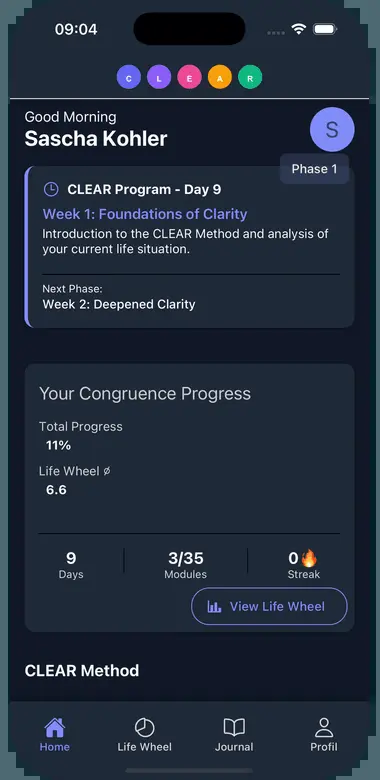 09:04
C L E A R
Good Morning
Sascha Kohler
S
Phase 1
CLEAR Program - Day 9
Week 1: Foundations of Clarity
Introduction to the CLEAR Method and analysis of
your current life situation.
Next Phase:
Week 2: Deepened Clarity
Your Congruence Progress
Total Progress
11%
Life Wheel ∅
6.6
9 3/35 0🔥
Days Modules Streak
View Life Wheel
CLEAR Method
Home Life Wheel Journal Profil